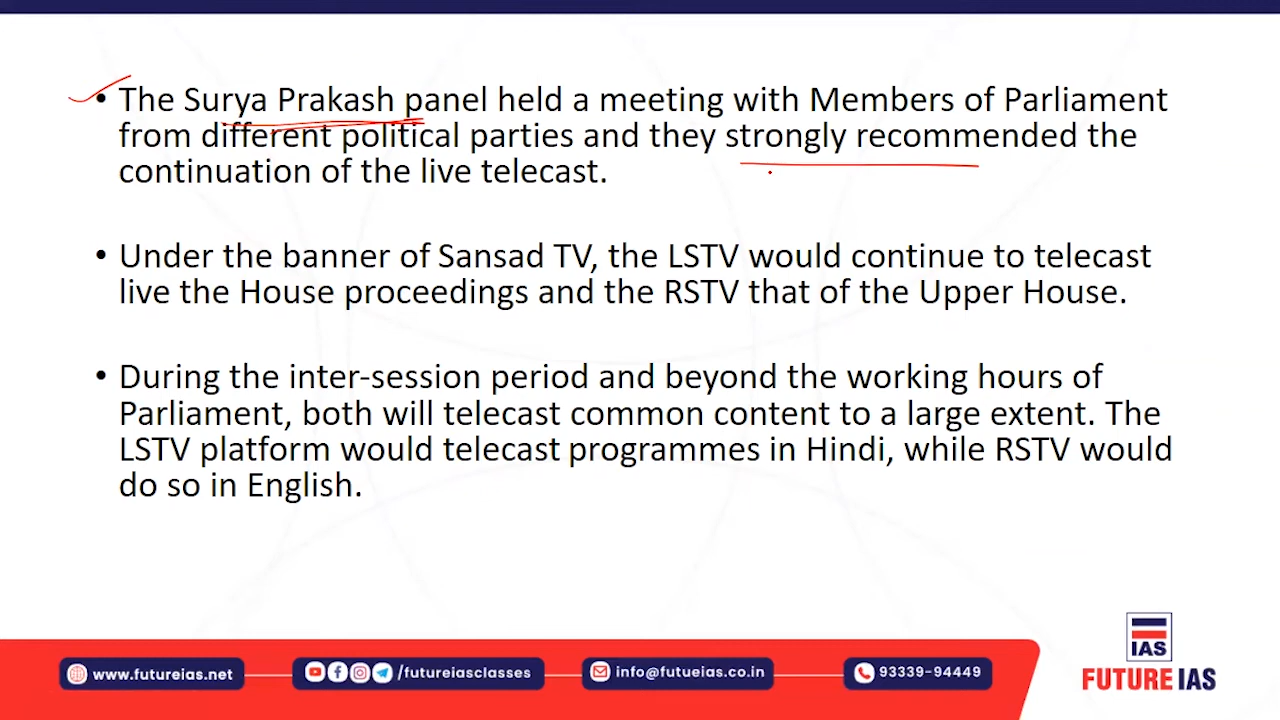 • The Surya Prakash panel held a meeting with Members of Parliament
from different political parties and they strongly recommended the
continuation of the live telecast.
• Under the banner of Sansad TV, the LSTV would continue to telecast
live the House proceedings and the RSTV that of the Upper House.
• During the inter-session period and beyond the working hours of
Parliament, both will telecast common content to a large extent. The
LSTV platform would telecast programmes in Hindi, while RSTV would
do so in English.
IAS
www.futureias.net
/futureiasclasses
info@futueias.co.in
93339-94449
FUTURE IAS